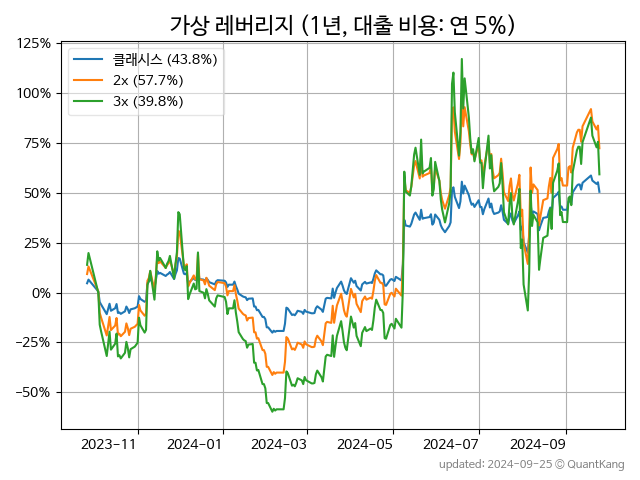 가상 레버리지 (1년, 대출 비용: 연 5%)
125%
100%
75%
50%
25%
0%
−25%
−50%
클래시스 (43.8%)
2x (57.7%)
3x (39.8%)
2023-11
2024-01
2024-03
2024-05
2024-07
2024-09
updated: 2024-09-25 © QuantKang